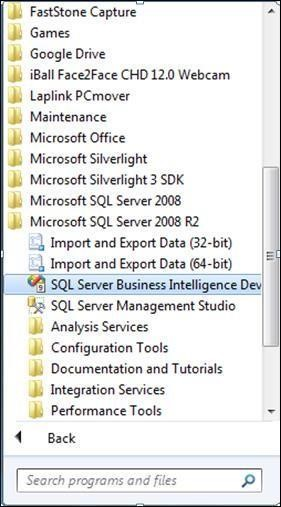 FastStone Capture
Games
Google Drive
iBall Face2Face CHD 12.0 Webcam
Laplink PCmover
Maintenance
Microsoft Office
Microsoft Silverlight
Microsoft Silverlight 3 SDK
Microsoft SQL Server 2008
Microsoft SQL Server 2008 R2
Import and Export Data (32-bit)
Import and Export Data (64-bit)
SQL Server Business Intelligence Dev
SQL Server Management Studio
Analysis Services
Configuration Tools
Documentation and Tutorials
Integration Services
Performance Tools
Back
Search programs and files